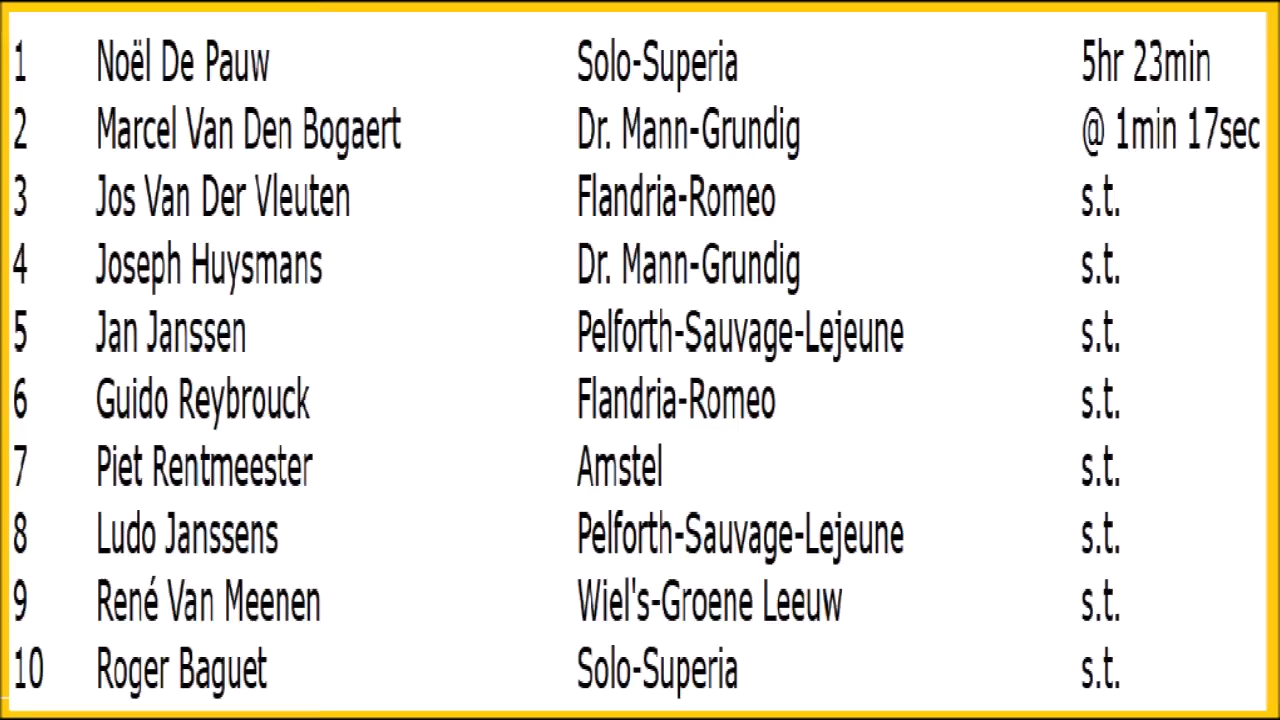 1 Noël De Pauw Solo-Superia 5hr 23min
2 Marcel Van Den Bogaert Dr. Mann-Grundig @ 1min 17sec
3 Jos Van Der Vleuten Flandria-Romeo s.t.
4 Joseph Huysmans Dr. Mann-Grundig s.t.
5 Jan Janssen Pelforth-Sauvage-Lejeune s.t.
6 Guido Reybrouck Flandria-Romeo s.t.
7 Piet Rentmeester Amstel s.t.
8 Ludo Janssens Pelforth-Sauvage-Lejeune s.t.
9 René Van Meenen Wiel's-Groene Leeuw s.t.
10 Roger Baguet Solo-Superia s.t.